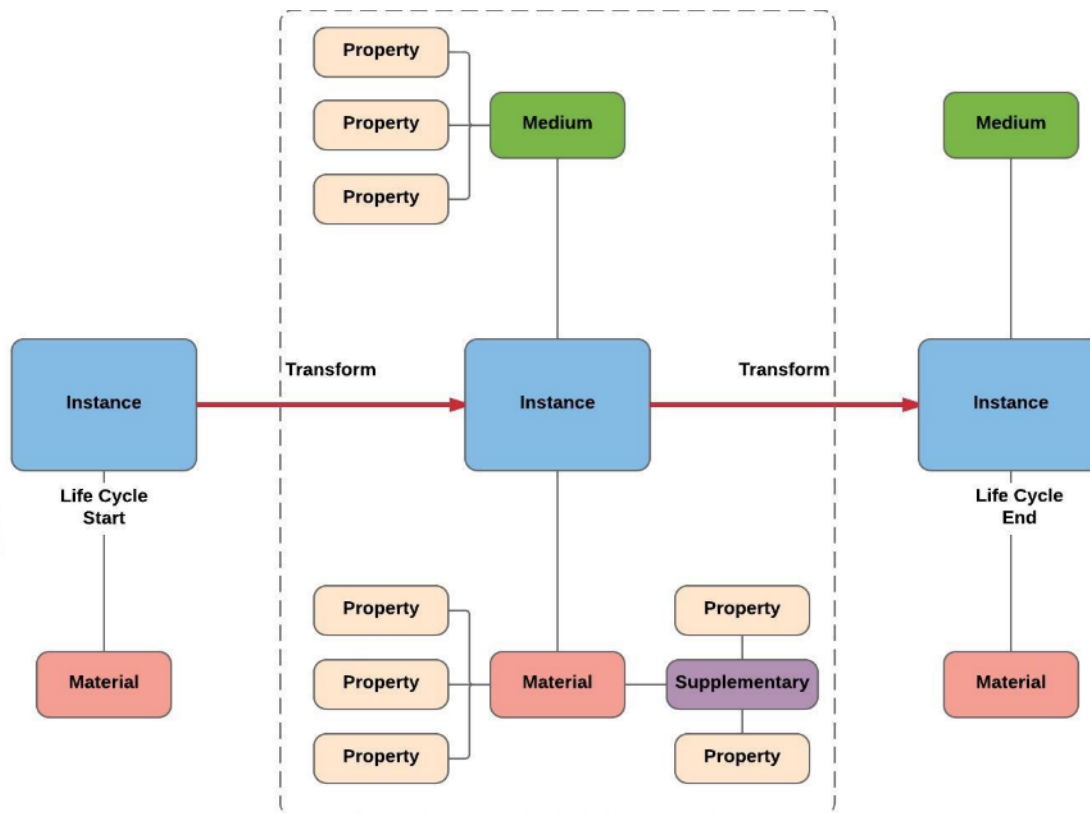 Property
Property
Medium
Medium
Property
Transform
Transform
Instance
Instance
Instance
Life Cycle
Start
Life Cycle
End
Property
Property
Property
Material
Supplementary
Material
Material
Property
Property